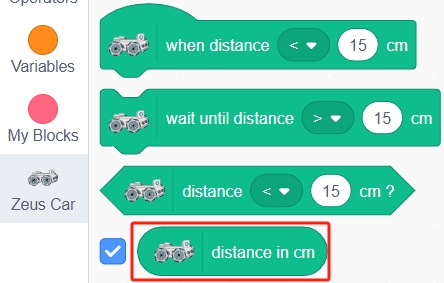 Operators
when distance < 15 cm
Variables
wait until distance > 15 cm
My Blocks
distance < 15 cm ?
Zeus Car
distance in cm